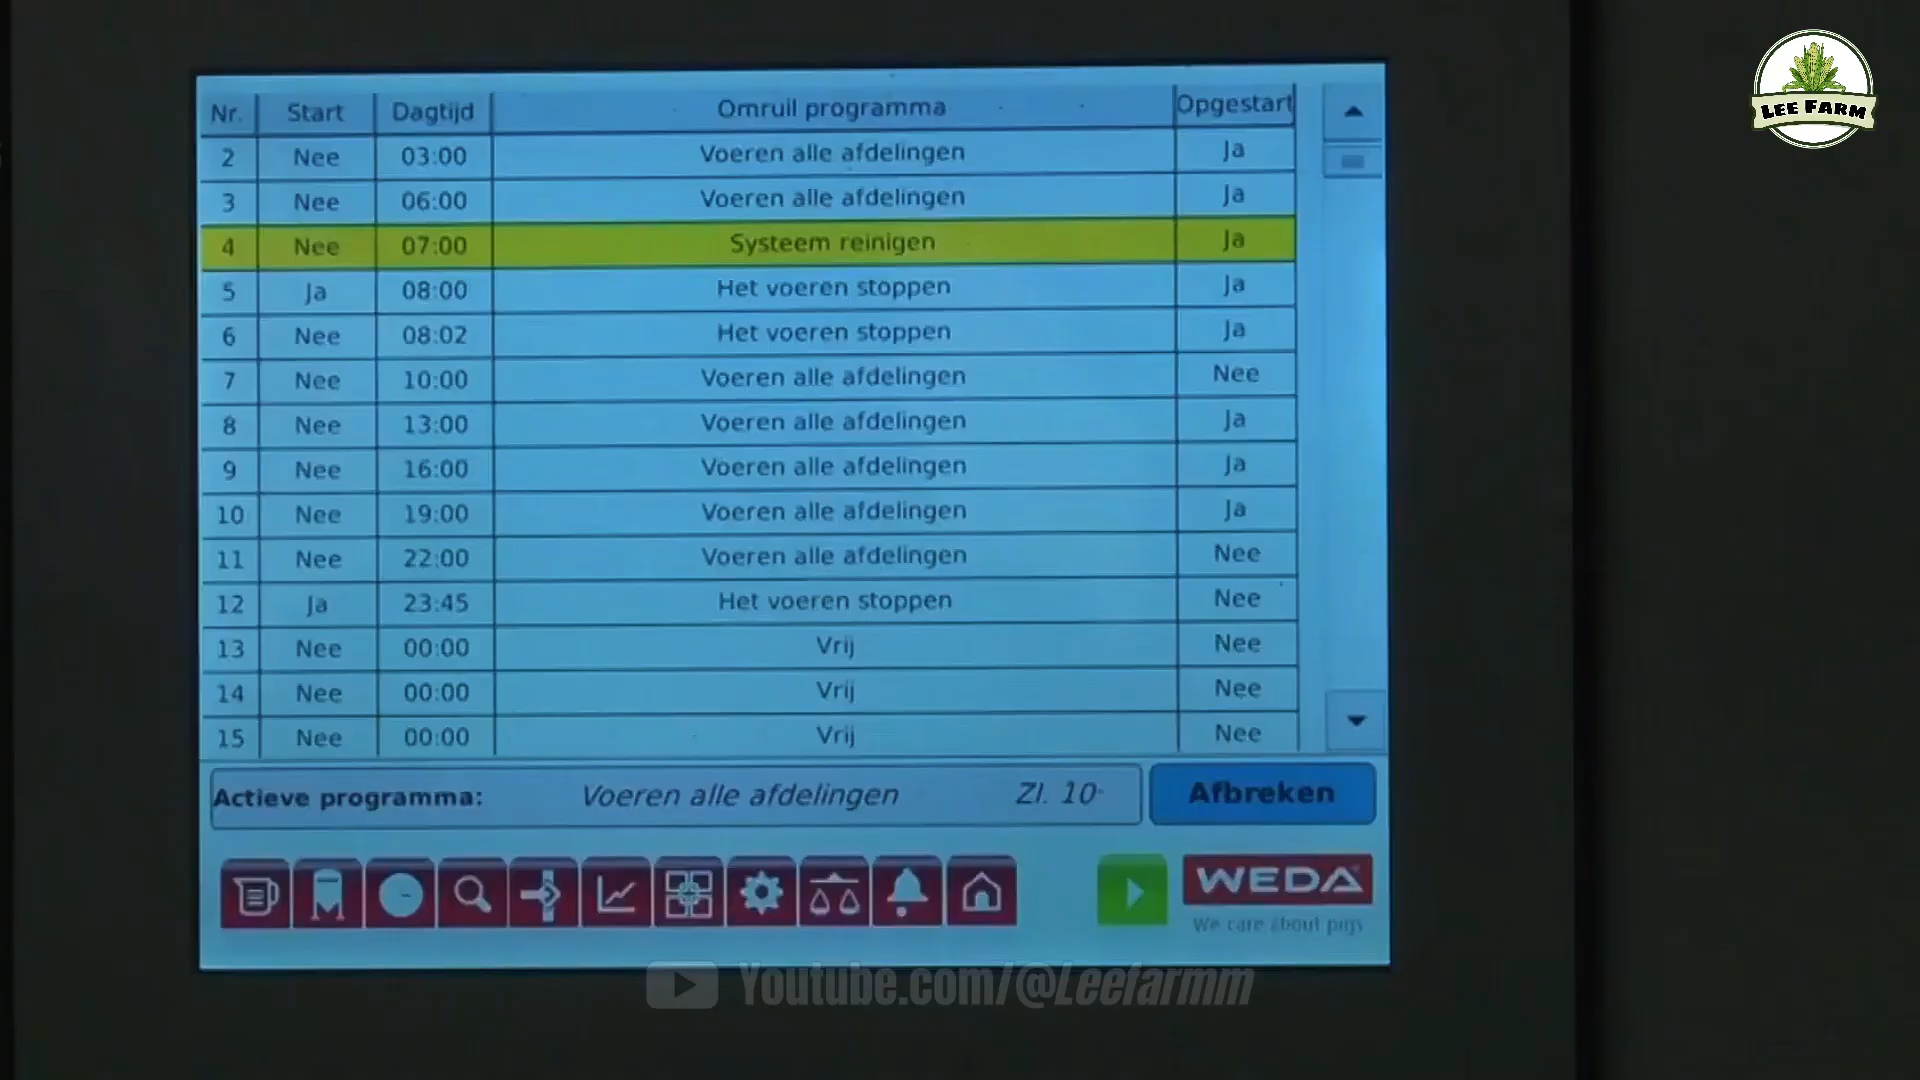 LEE FARM
Nr. Start Dagtijd Omruil programma Opgestart
2 Nee 03:00 Voeren alle afdelingen Ja
3 Nee 06:00 Voeren alle afdelingen Ja
4 Nee 07:00 Systeem reinigen Ja
5 Ja 08:00 Het voeren stoppen Ja
6 Nee 08:02 Het voeren stoppen Ja
7 Nee 10:00 Voeren alle afdelingen Nee
8 Nee 13:00 Voeren alle afdelingen Ja
9 Nee 16:00 Voeren alle afdelingen Ja
10 Nee 19:00 Voeren alle afdelingen Ja
11 Nee 22:00 Voeren alle afdelingen Nee
12 Ja 23:45 Het voeren stoppen Nee
13 Nee 00:00 Vrij Nee
14 Nee 00:00 Vrij Nee
15 Nee 00:00 Vrij Nee
Actieve programma: Voeren alle afdelingen Zl. 10 Afbreken
WEDA
We care about pigs
Youtube.com/@Leefarmm